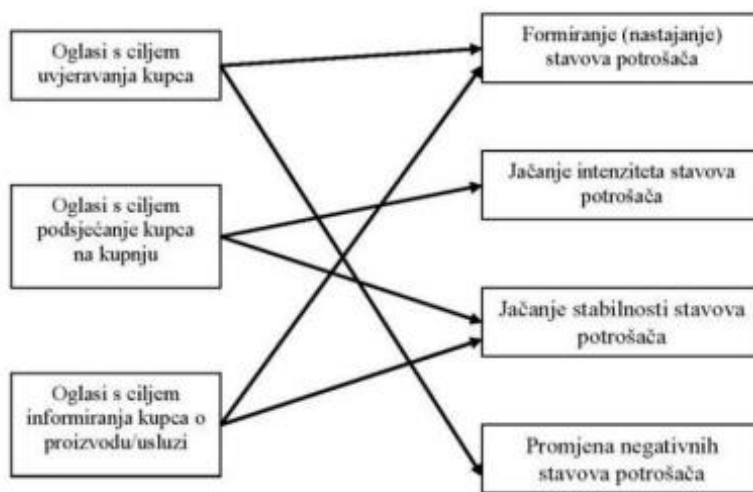 Oglasi s ciljem
uvjeravanja kupca
Oglasi s ciljem
podsjećanje kupca
na kupnju
Oglasi s ciljem
informiranja kupca o
proizvodu/usluzi
Formiranje (nastajanje)
stavova potrošača
Jačanje intenziteta stavova
potrošača
Jačanje stabilnosti stavova
potrošača
Promjena negativnih
stavova potrošača